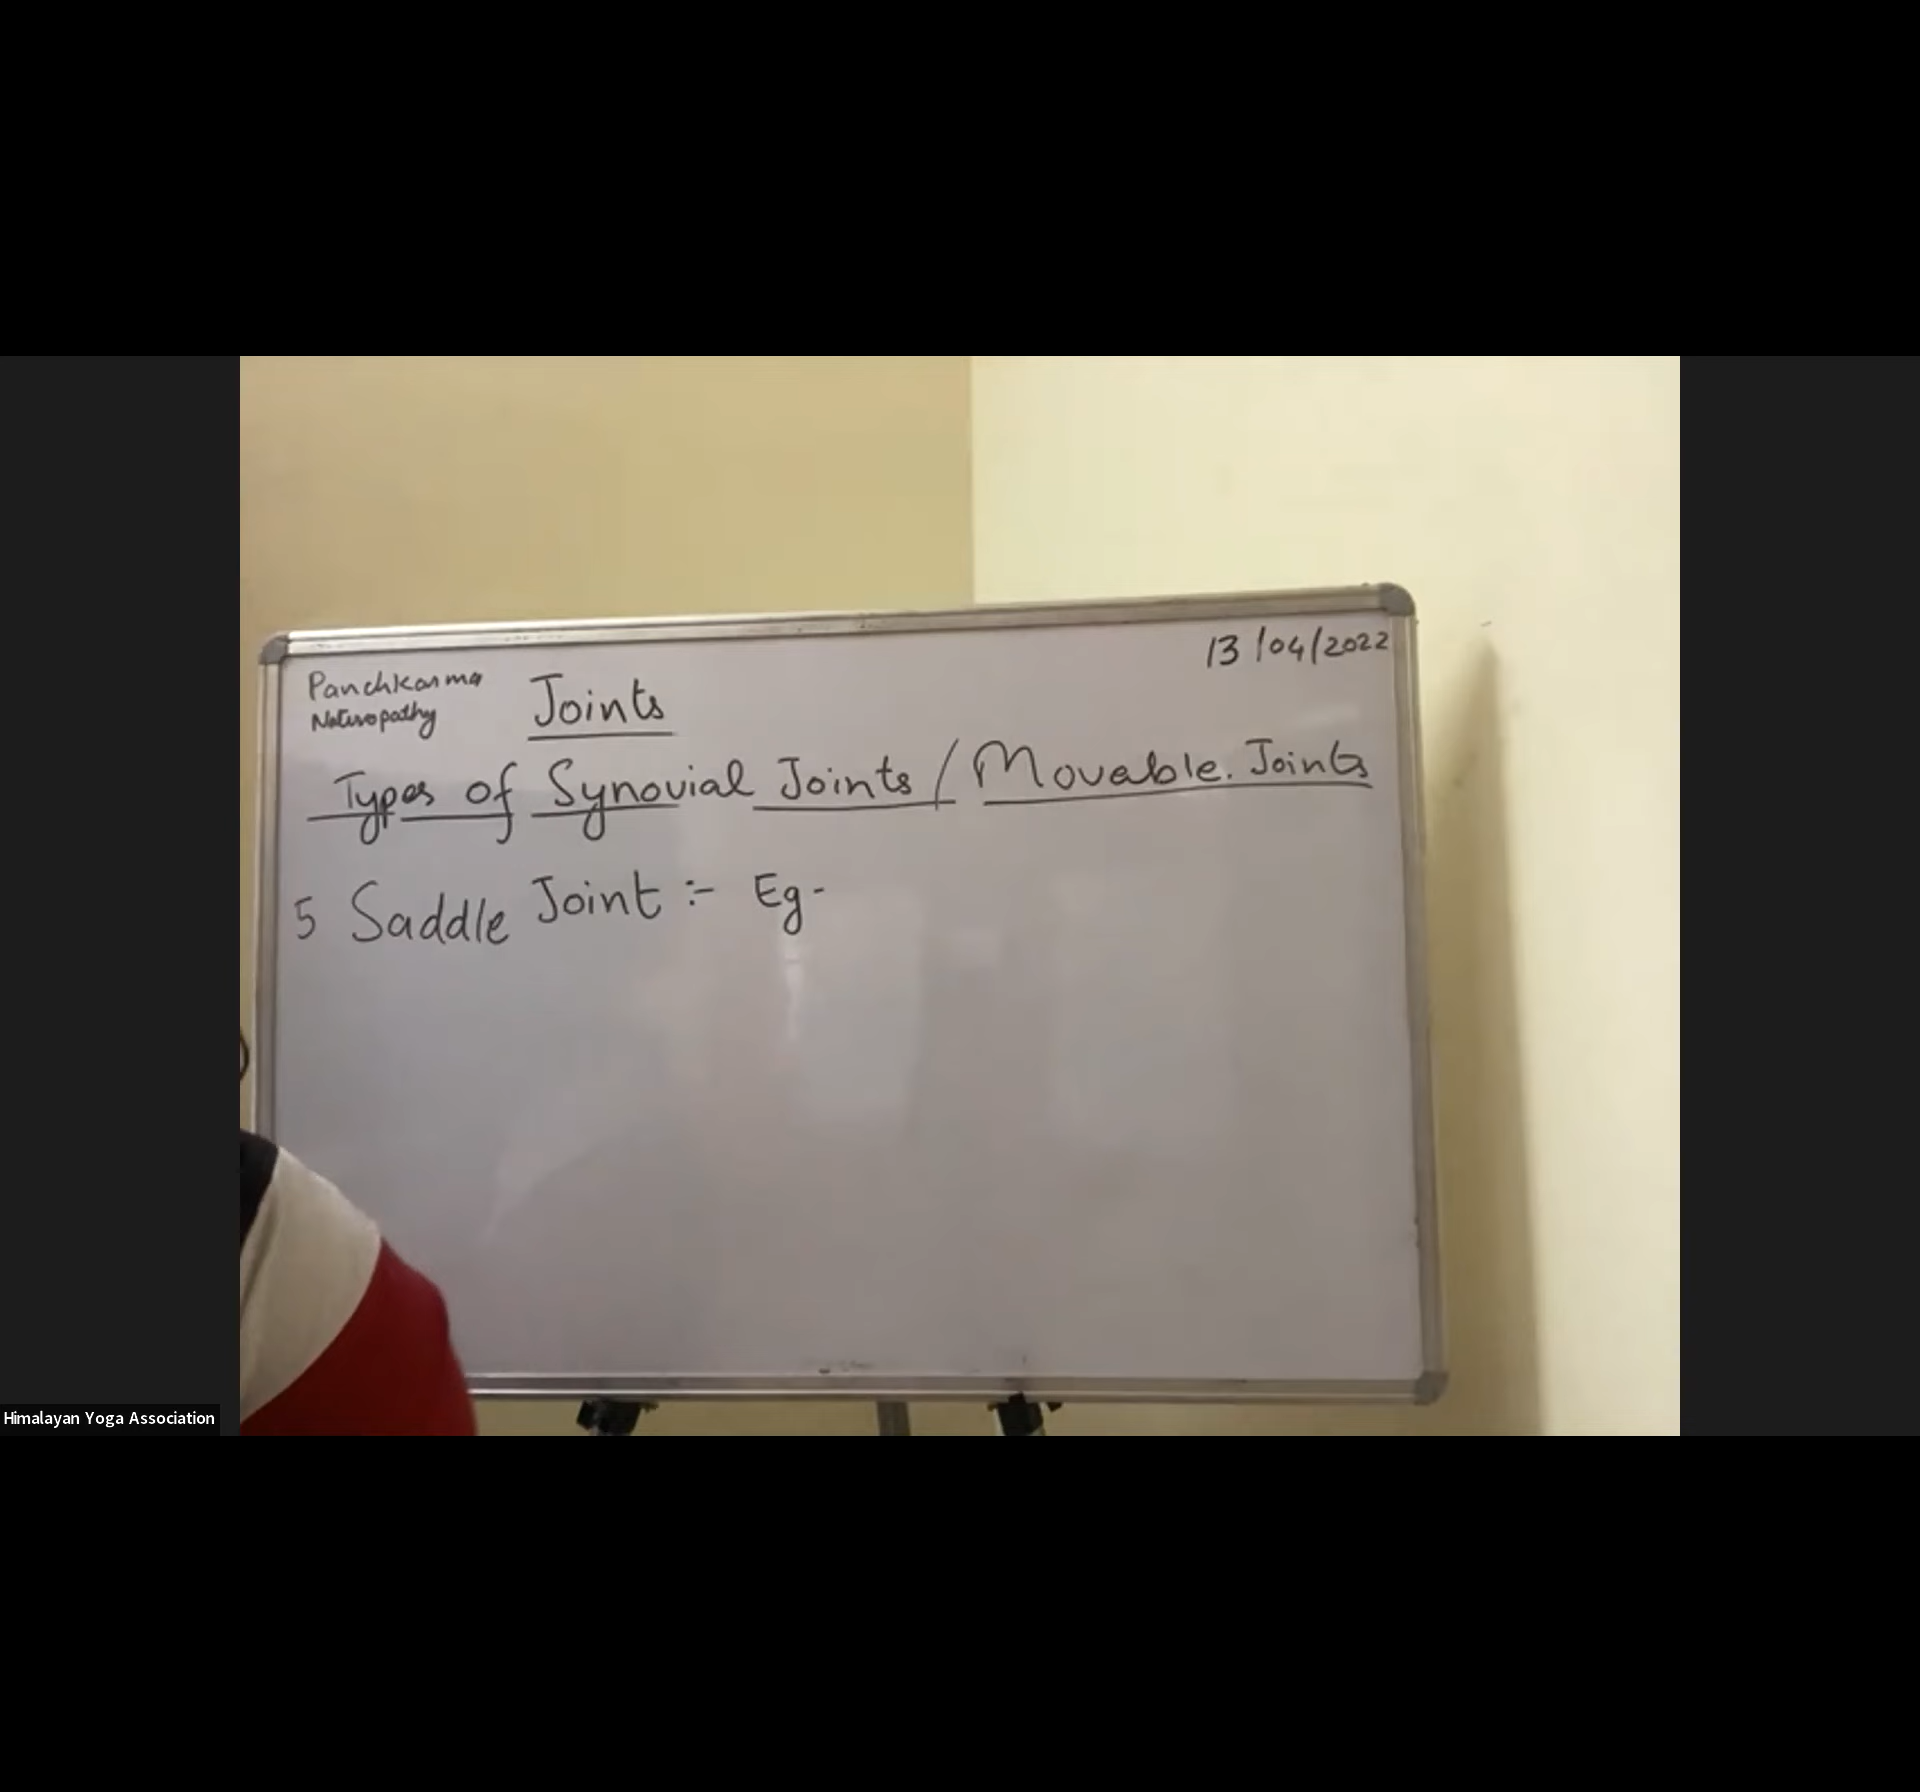 13/04/2022
Panchkarma
Naturopathy
Joints
Types of Synovial Joints / Movable. Joints
5 Saddle Joint :- Eg-
Himalayan Yoga Association